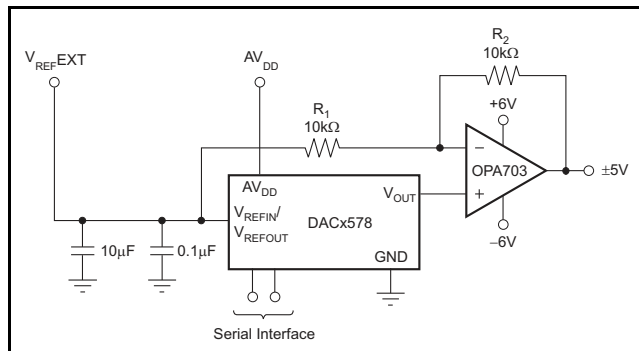 V_REF EXT
AV_DD
R_1
10kΩ
R_2
10kΩ
+6V
−
OPA703
+
±5V
−6V
AV_DD
V_REFIN/
V_REFOUT
DACx578
V_OUT
GND
10μF
0.1μF
Serial Interface